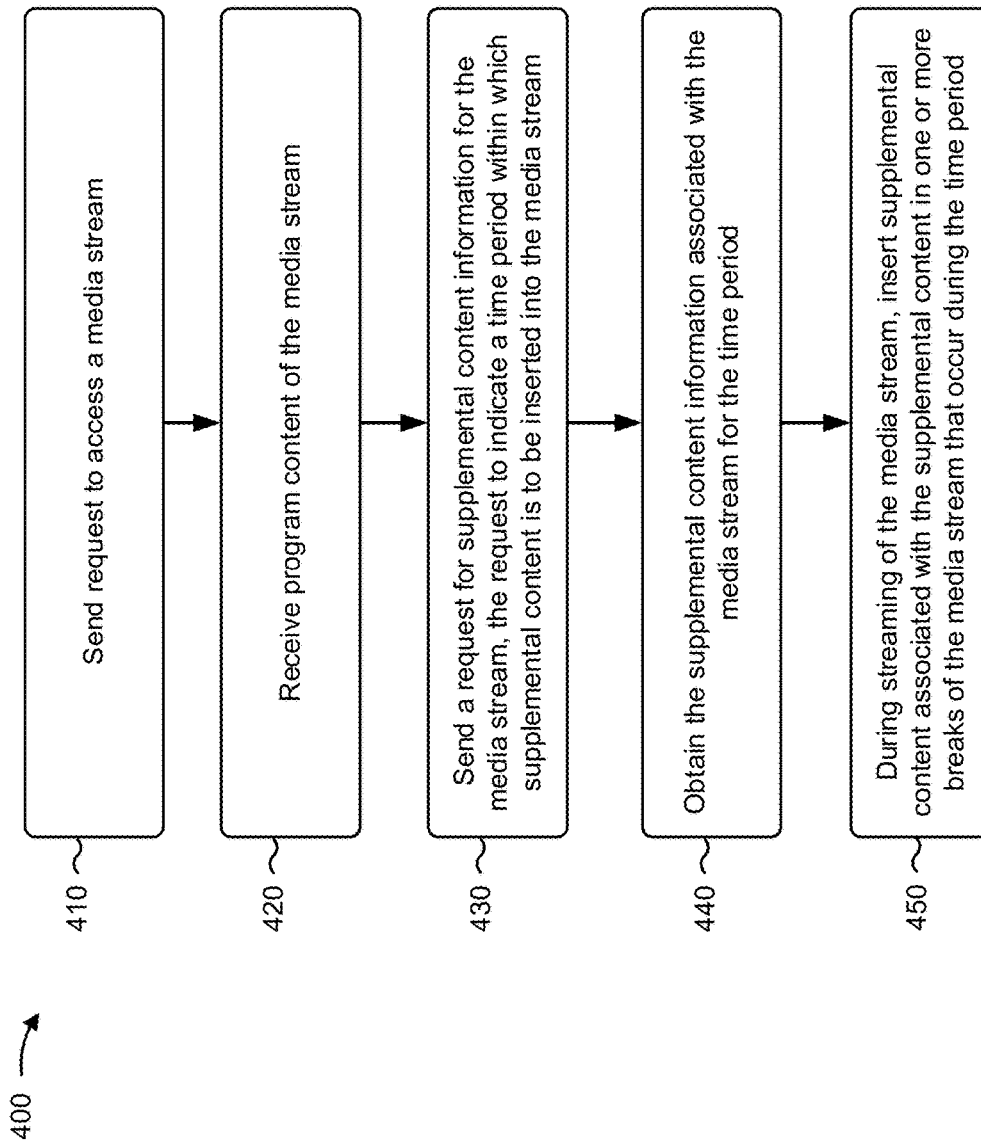 400
410
Send request to access a media stream
420
Receive program content of the media stream
430
Send a request for supplemental content information for the
media stream, the request to indicate a time period within which
supplemental content is to be inserted into the media stream
440
Obtain the supplemental content information associated with the
media stream for the time period
450
During streaming of the media stream, insert supplemental
content associated with the supplemental content in one or more
breaks of the media stream that occur during the time period